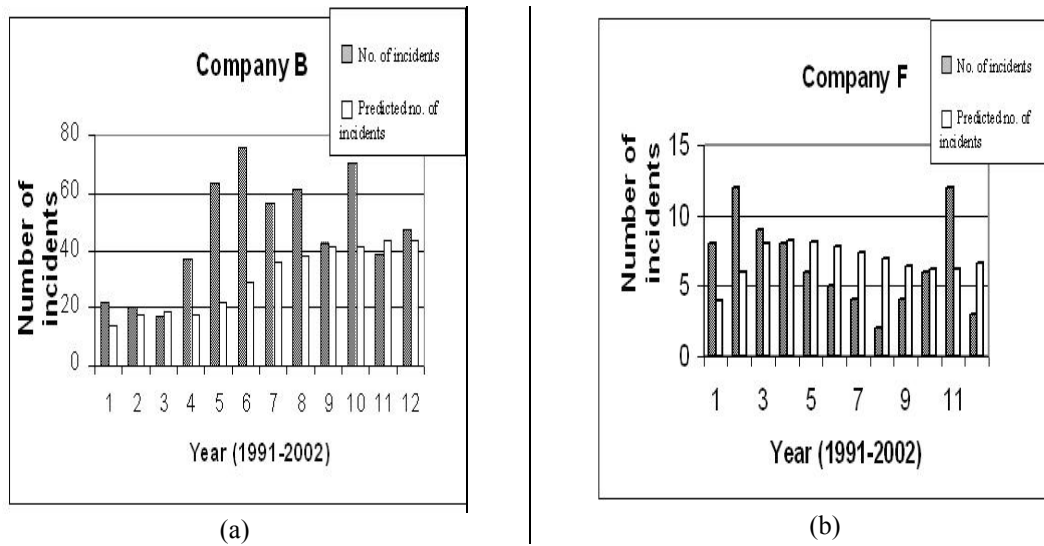 Company B
No. of incidents
Predicted no. of
incidents
Number of
incidents
80
60
40
20
0
1 2 3 4 5 6 7 8 9 10 11 12
Year (1991-2002)
(a)
Company F
No. of incidents
Predicted no. of
incidents
Number of
incidents
15
10
5
0
1 3 5 7 9 11
Year (1991-2002)
(b)